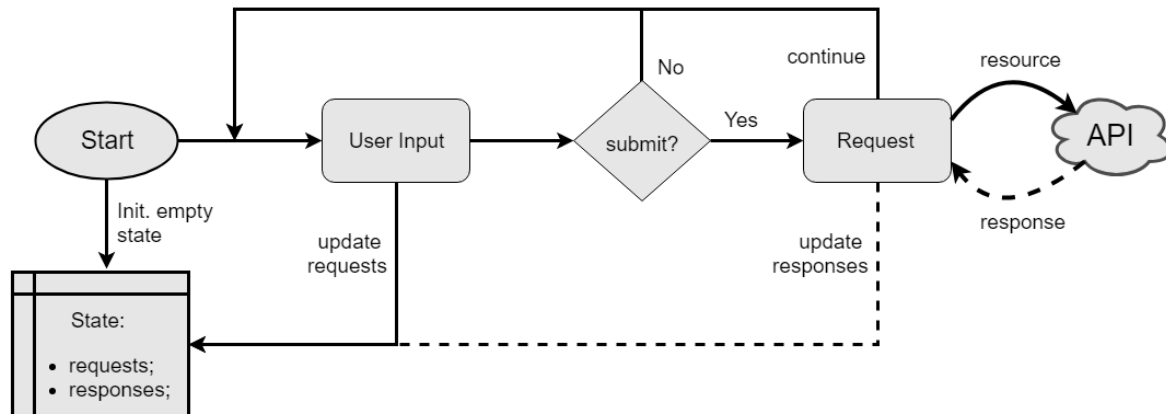 No
continue
resource
Start
User Input
submit?
Yes
Request
API
Init. empty
state
update
requests
update
responses
response
State:
• requests;
• responses;